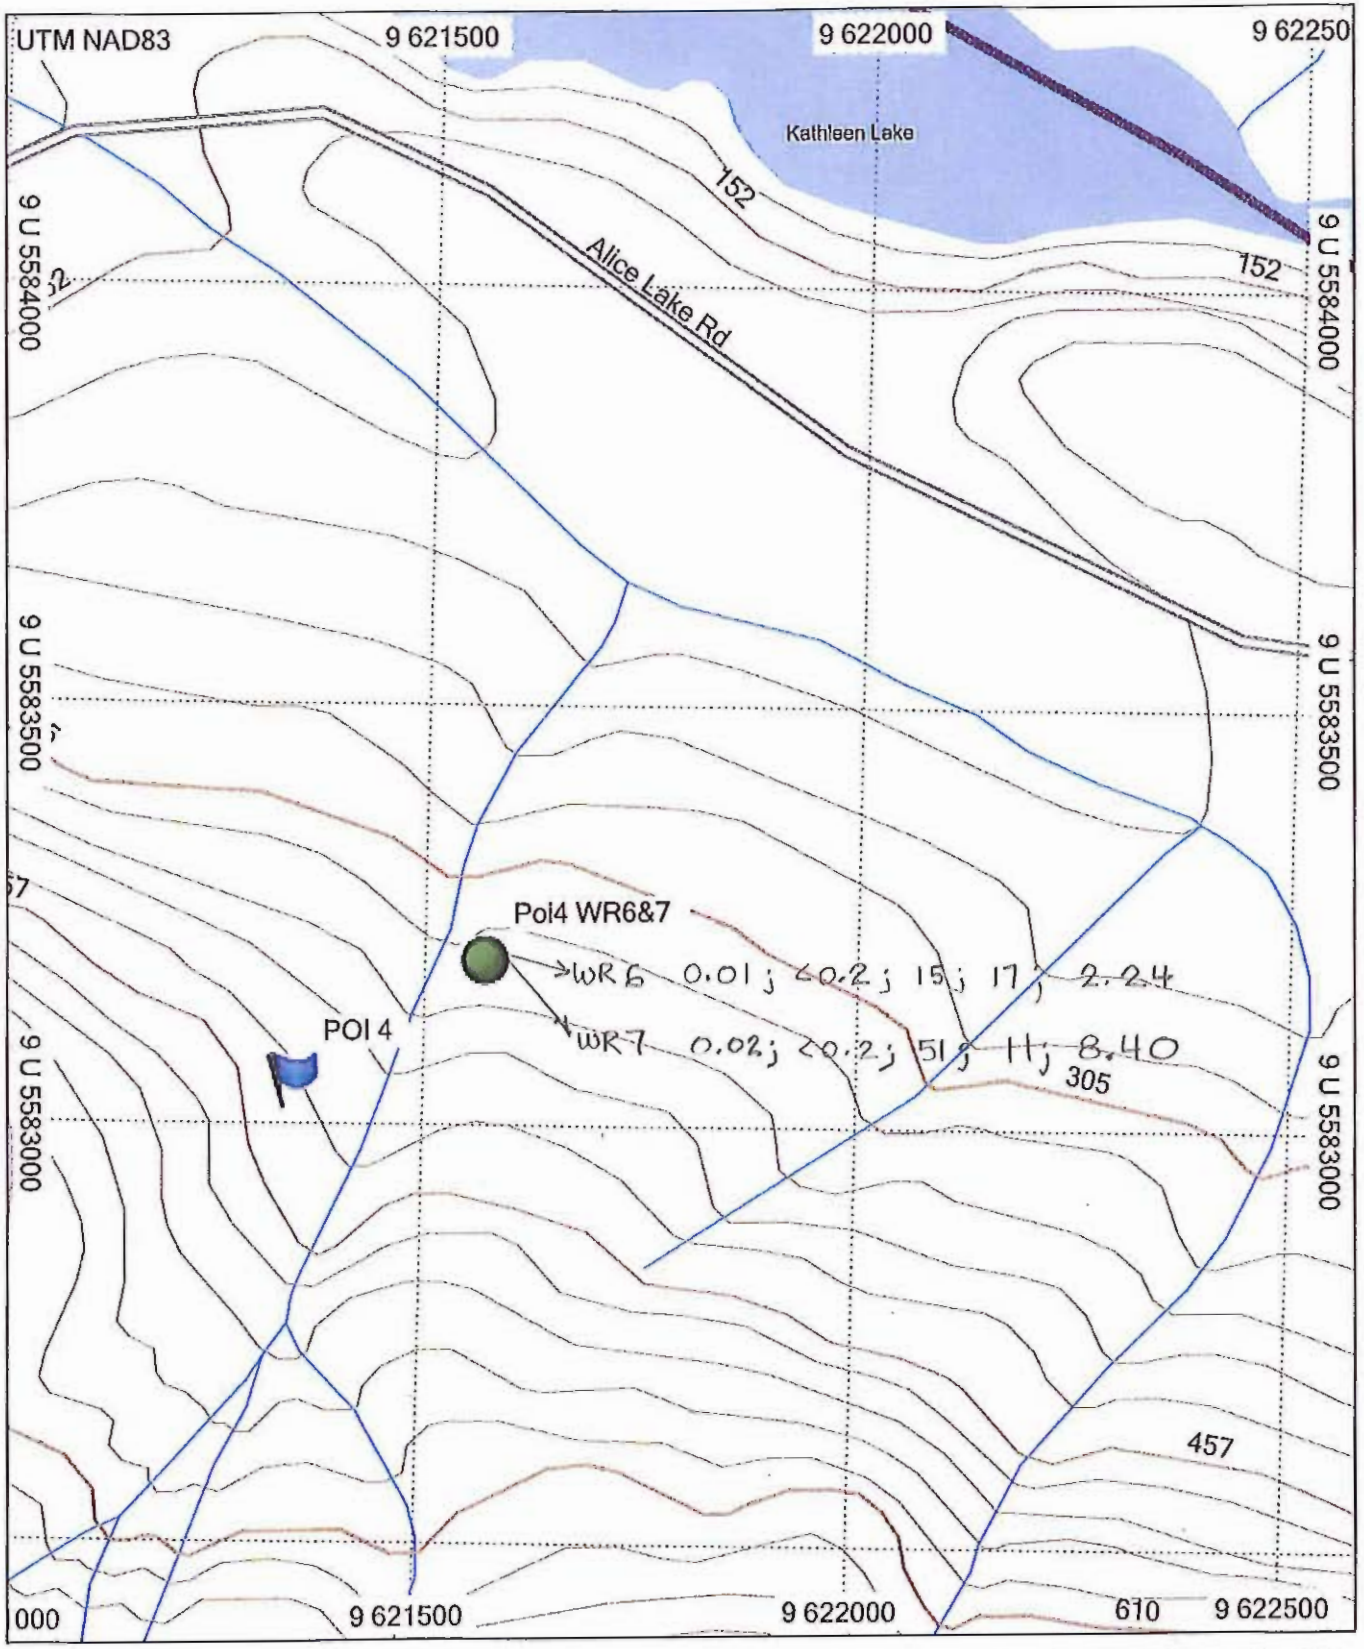 UTM NAD83
9 621500
9 622000
9 62250
Kathleen Lake
152
9 U 5584000
9 U 5584000
152
Alice Lake Rd
9 U 5583500
9 U 5583500
57
Poi4 WR6&7
WR6 0.01; <0.2; 15; 17; 2.24
POI 4
WR7 0.02; <0.2; 51; 11; 8.40
305
9 U 5583000
9 U 5583000
457
000
9 621500
9 622000
610
9 622500